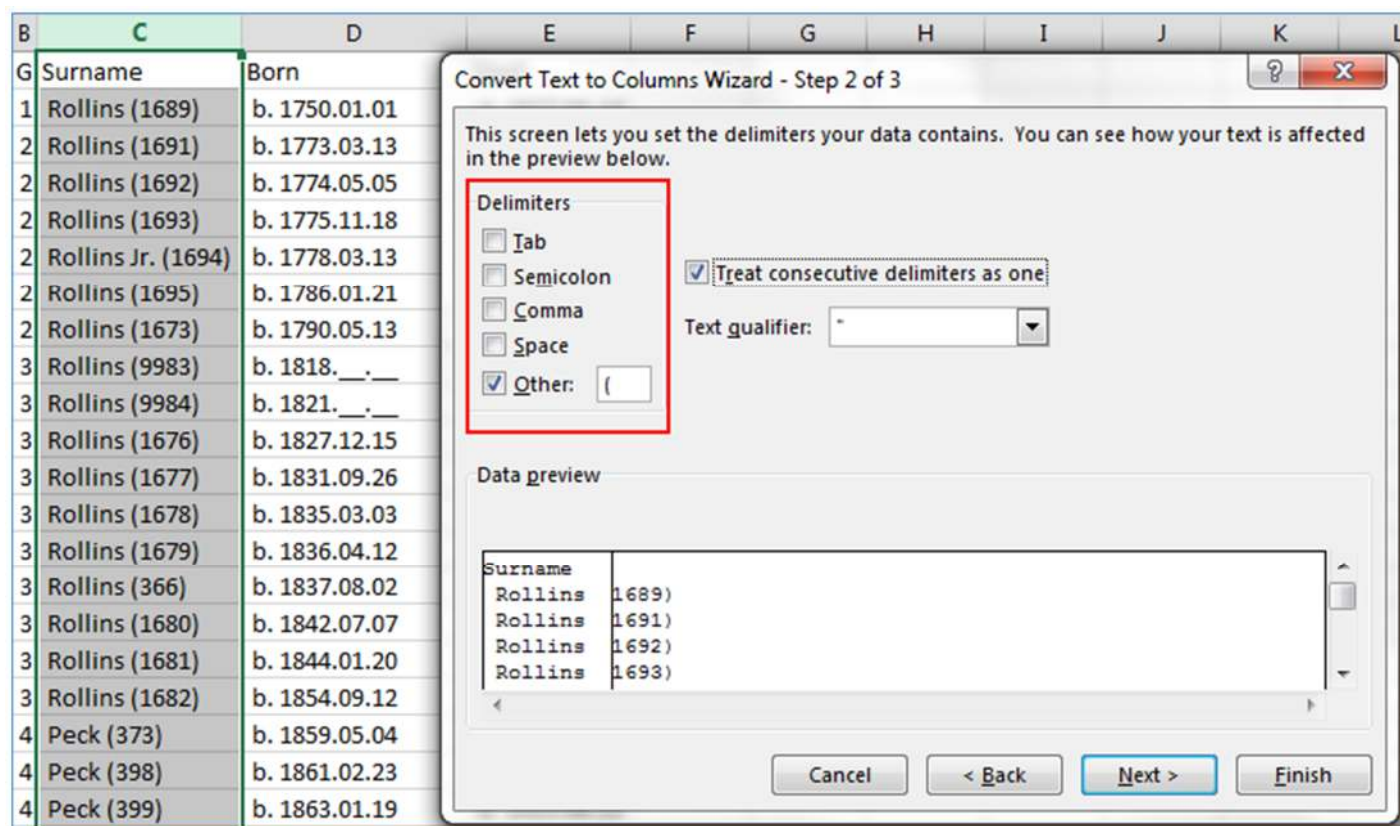 B C D E F G H I J K L
G Surname Born
1 Rollins (1689) b. 1750.01.01
2 Rollins (1691) b. 1773.03.13
2 Rollins (1692) b. 1774.05.05
2 Rollins (1693) b. 1775.11.18
2 Rollins Jr. (1694) b. 1778.03.13
2 Rollins (1695) b. 1786.01.21
2 Rollins (1673) b. 1790.05.13
3 Rollins (9983) b. 1818.__.__
3 Rollins (9984) b. 1821.__.__
3 Rollins (1676) b. 1827.12.15
3 Rollins (1677) b. 1831.09.26
3 Rollins (1678) b. 1835.03.03
3 Rollins (1679) b. 1836.04.12
3 Rollins (366) b. 1837.08.02
3 Rollins (1680) b. 1842.07.07
3 Rollins (1681) b. 1844.01.20
3 Rollins (1682) b. 1854.09.12
4 Peck (373) b. 1859.05.04
4 Peck (398) b. 1861.02.23
4 Peck (399) b. 1863.01.19
Convert Text to Columns Wizard - Step 2 of 3
This screen lets you set the delimiters your data contains. You can see how your text is affected
in the preview below.
Delimiters
Tab
Semicolon
Comma
Space
Other: (
Treat consecutive delimiters as one
Text qualifier: "
Data preview
Surname
Rollins 1689)
Rollins 1691)
Rollins 1692)
Rollins 1693)
Cancel < Back Next > Finish